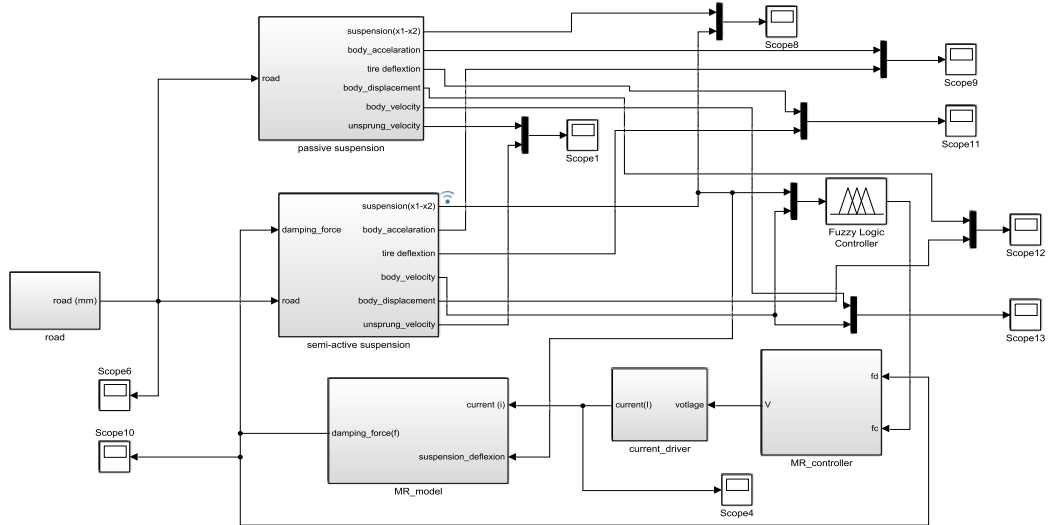 suspension(x1-x2)
body_accelaration
tire deflextion
body_displacement
body_velocity
unsprung_velocity
road
passive suspension
Scope8
Scope9
Scope11
Scope1
suspension(x1-x2)
body_accelaration
tire deflextion
body_velocity
body_displacement
unsprung_velocity
damping_force
road
semi-active suspension
Fuzzy Logic
Controller
Scope12
Scope13
road (mm)
road
Scope6
Scope10
current (i)
damping_force(f)
suspension_deflexion
MR_model
current(I)
votlage
current_driver
V
fd
fc
MR_controller
Scope4